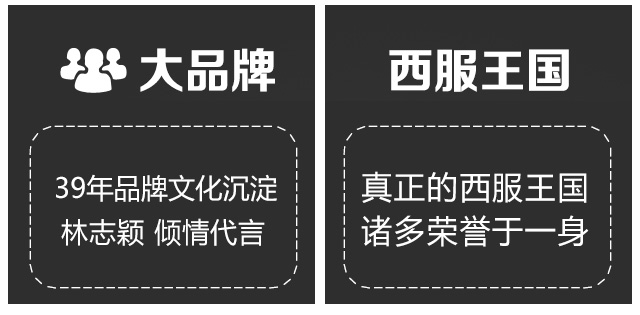 大品牌
39年品牌文化沉淀
林志颖 倾情代言
西服王国
真正的西服王国
诸多荣誉于一身